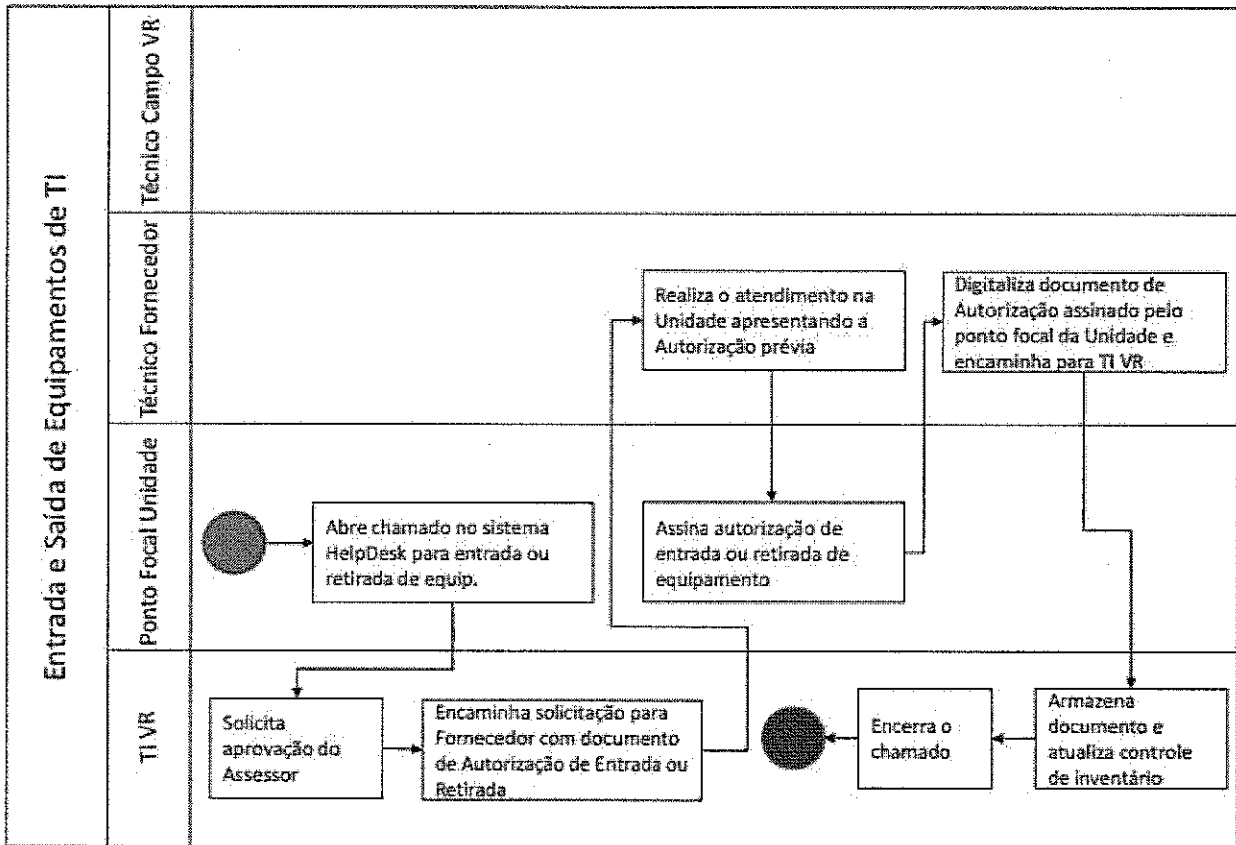 Entrada e Saída de Equipamentos de TI
Técnico Campo VR
Técnico Fornecedor
Realiza o atendimento na
Unidade apresentando a
Autorização prévia
Digitaliza documento de
Autorização assinado pelo
ponto focal da Unidade e
encaminha para TI VR
Ponto Focal Unidade
Abre chamado no sistema
HelpDesk para entrada ou
retirada de equip.
Assina autorização de
entrada ou retirada de
equipamento
TI VR
Solicita
aprovação do
Assessor
Encaminha solicitação para
Fornecedor com documento
de Autorização de Entrada ou
Retirada
Encerra o
chamado
Armazena
documento e
atualiza controle
de inventário